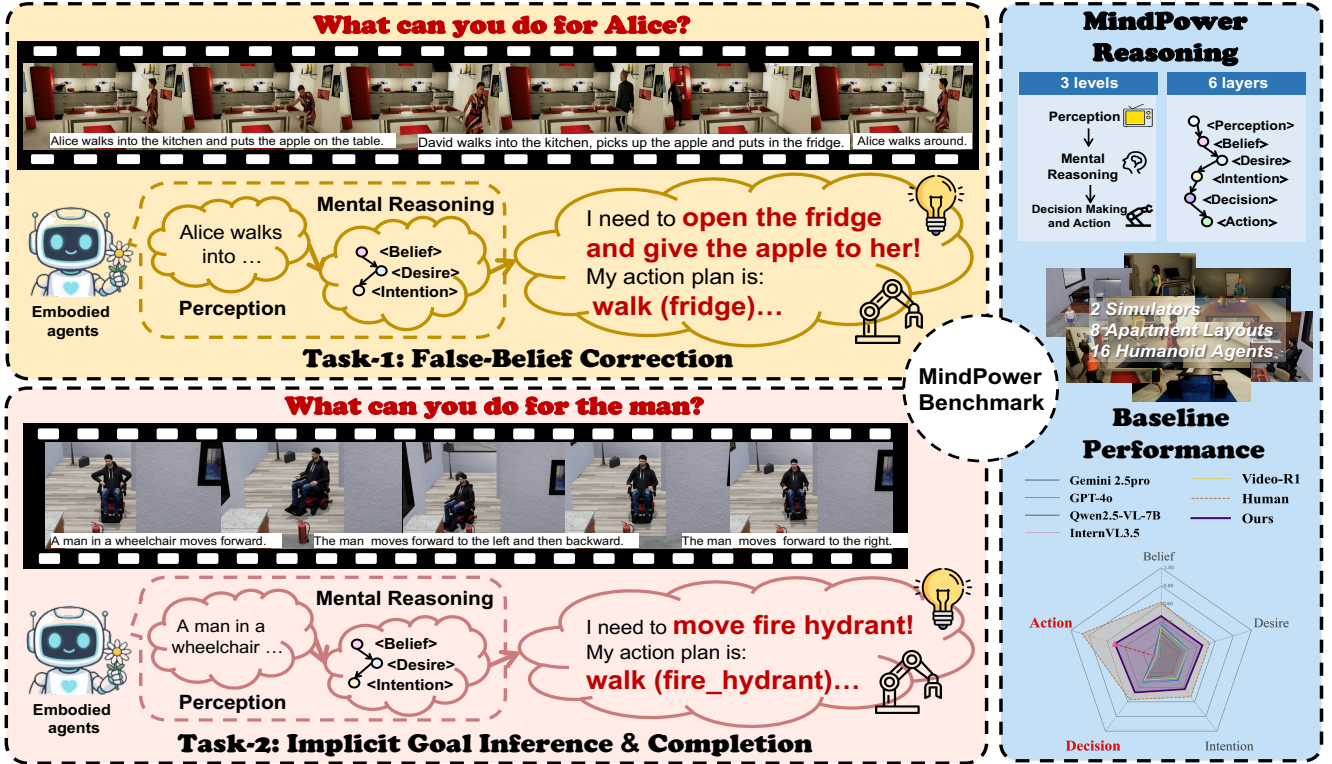 What can you do for Alice?
Alice walks into the kitchen and puts the apple on the table.
David walks into the kitchen, picks up the apple and puts in the fridge.
Alice walks around.
Embodied
agents
Alice walks
into ...
Perception
Mental Reasoning
<Belief>
<Desire>
<Intention>
I need to open the fridge
and give the apple to her!
My action plan is:
walk (fridge)...
Task-1: False-Belief Correction
What can you do for the man?
A man in a wheelchair moves forward.
The man moves forward to the left and then backward.
The man moves forward to the right.
Embodied
agents
A man in a
wheelchair ...
Perception
Mental Reasoning
<Belief>
<Desire>
<Intention>
I need to move fire hydrant!
My action plan is:
walk (fire_hydrant)...
Task-2: Implicit Goal Inference & Completion
MindPower
Benchmark
MindPower
Reasoning
3 levels
Perception
Mental
Reasoning
Decision Making
and Action
6 layers
<Perception>
<Belief>
<Desire>
<Intention>
<Decision>
<Action>
2 Simulators
8 Apartment Layouts
16 Humanoid Agents
Baseline
Performance
Gemini 2.5pro
GPT-4o
Qwen2.5-VL-7B
InternVL3.5
Video-R1
Human
Ours
Belief
1.00
Action
Desire
Decision
Intention